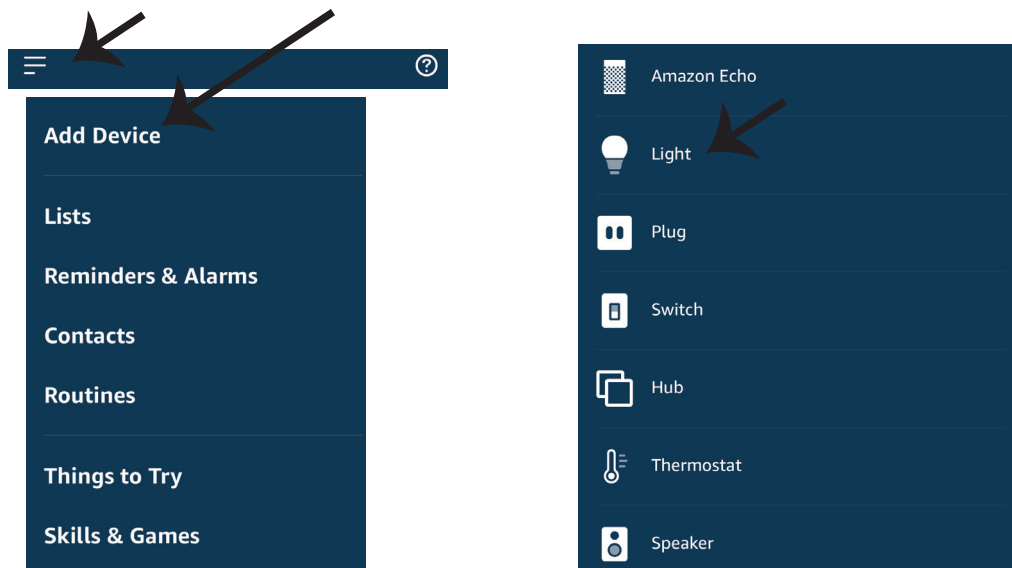 ?
Add Device
Lists
Reminders & Alarms
Contacts
Routines
Things to Try
Skills & Games
Amazon Echo
Light
Plug
Switch
Hub
Thermostat
Speaker